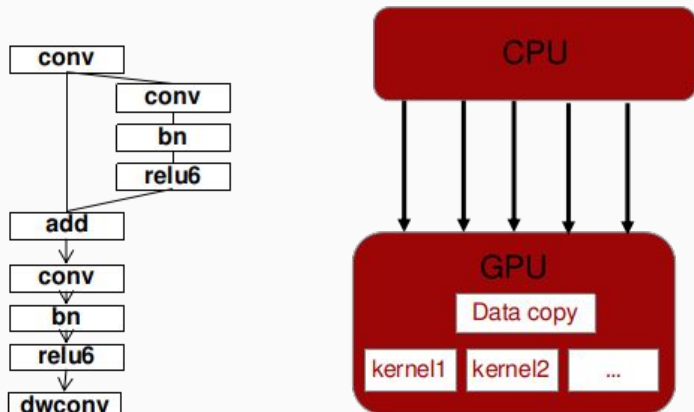 conv
conv
bn
relu6
add
conv
bn
relu6
dwconv
CPU
GPU
Data copy
kernel1 kernel2 ...